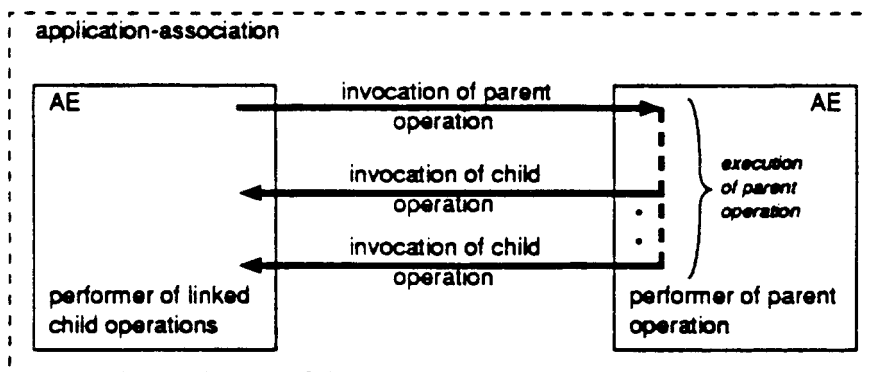 application-association
AE
AE
invocation of parent
operation
execution
of parent
operation
invocation of child
operation
invocation of child
operation
performer of linked
child operations
performer of parent
operation